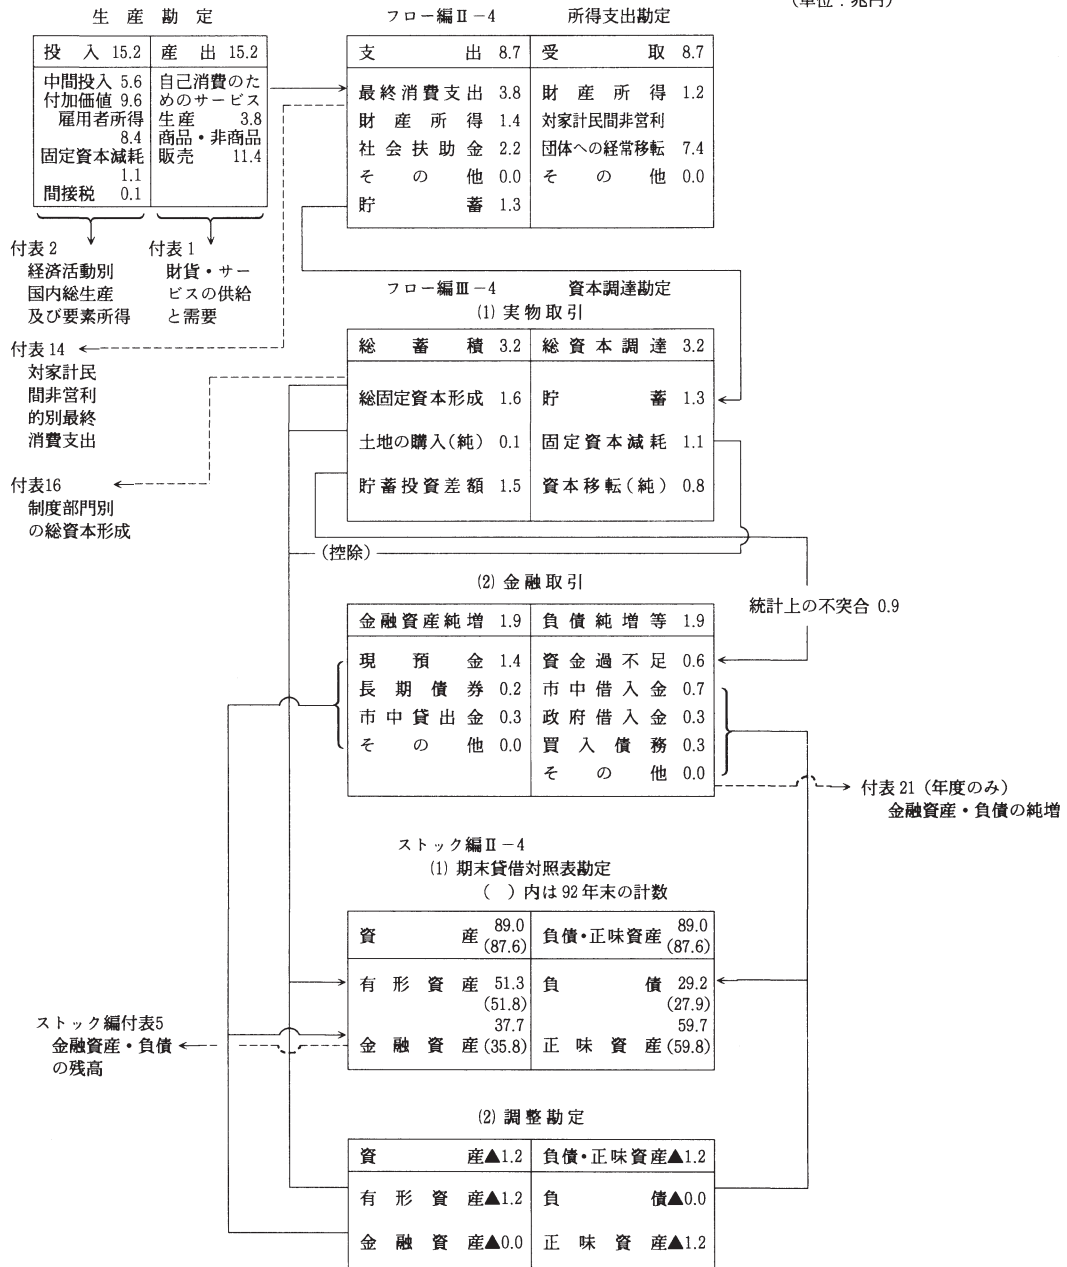 (単位：兆円)
生産勘定
投入 15.2 産出 15.2
中間投入 5.6
付加価値 9.6
雇用者所得
8.4
固定資本減耗
1.1
間接税 0.1
自己消費のた
めのサービス
生産 3.8
商品・非商品
販売 11.4
付表2
経済活動別
国内総生産
及び要素所得
付表1
財貨・サー
ビスの供給
と需要
フロー編Ⅱ－4 所得支出勘定
支出 8.7 受取 8.7
最終消費支出 3.8 財産所得 1.2
財産所得 1.4 対家計民間非営利
社会扶助金 2.2 団体への経常移転 7.4
その他 0.0 その他 0.0
貯蓄 1.3
付表14
対家計民
間非営利
的別最終
消費支出
付表16
制度部門別
の総資本形成
フロー編Ⅲ－4 資本調達勘定
(1) 実物取引
総蓄積 3.2 総資本調達 3.2
総固定資本形成 1.6 貯蓄 1.3
土地の購入(純) 0.1 固定資本減耗 1.1
貯蓄投資差額 1.5 資本移転(純) 0.8
(控除)
(2) 金融取引
統計上の不突合 0.9
金融資産純増 1.9 負債純増等 1.9
現預金 1.4 資金過不足 0.6
長期債券 0.2 市中借入金 0.7
市中貸出金 0.3 政府借入金 0.3
その他 0.0 買入債務 0.3
その他 0.0
付表21（年度のみ）
金融資産・負債の純増
ストック編Ⅱ－4
(1) 期末貸借対照表勘定
（ ）内は92年末の計数
資産 89.0 (87.6) 負債・正味資産 89.0 (87.6)
有形資産 51.3 (51.8) 負債 29.2 (27.9)
金融資産 37.7 (35.8) 正味資産 59.7 (59.8)
ストック編付表5
金融資産・負債
の残高
(2) 調整勘定
資産▲1.2 負債・正味資産▲1.2
有形資産▲1.2 負債▲0.0
金融資産▲0.0 正味資産▲1.2